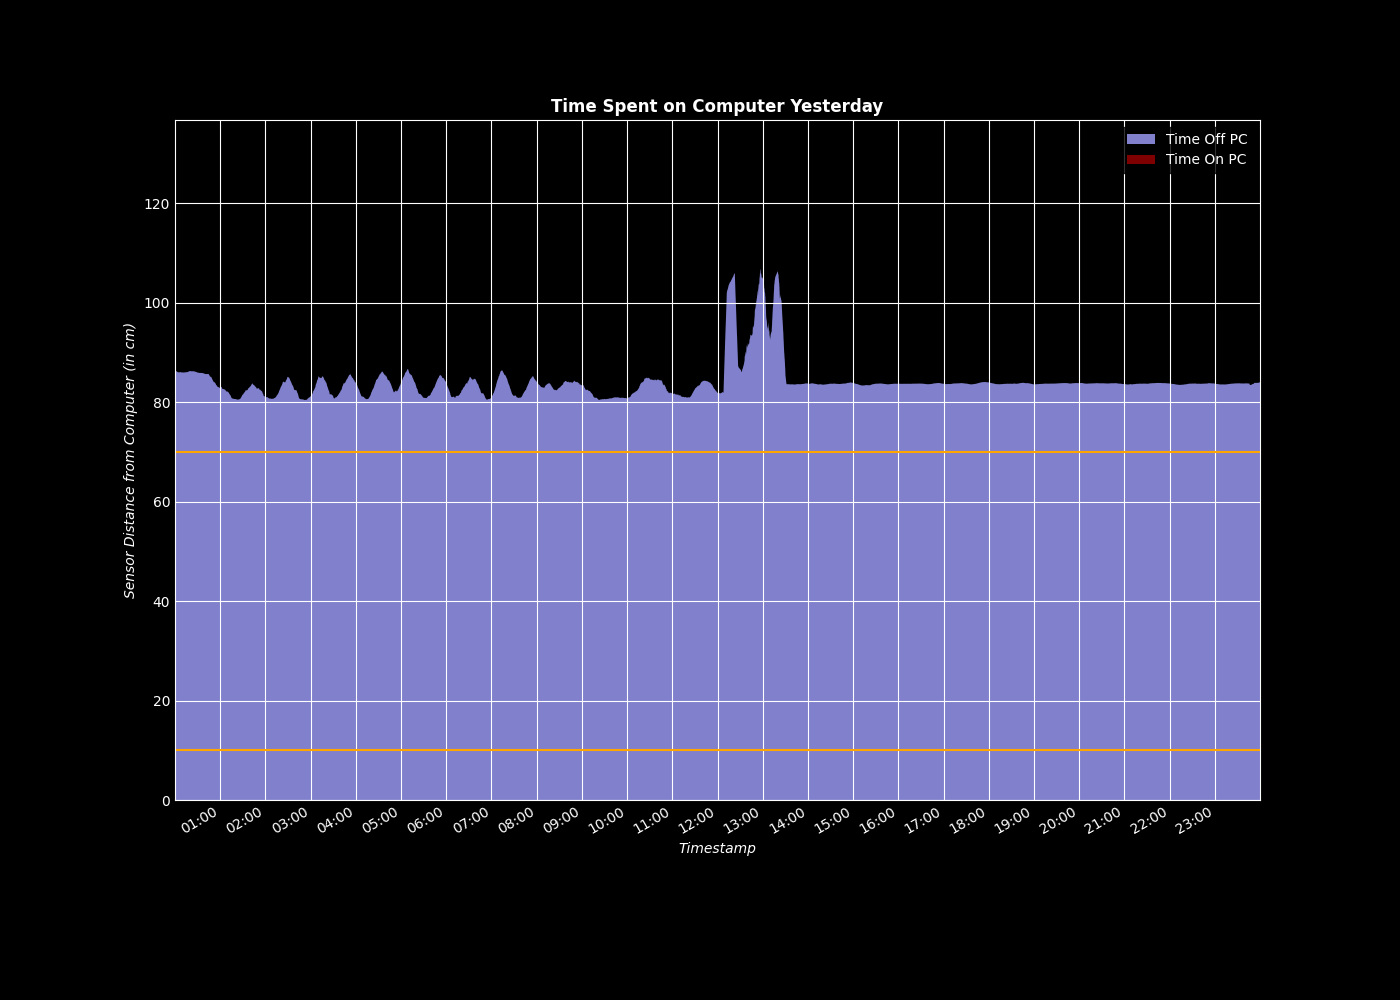 Time Spent on Computer Yesterday
Time Off PC
Time On PC
120
100
80
60
40
20
0
Sensor Distance from Computer (in cm)
01:00 02:00 03:00 04:00 05:00 06:00 07:00 08:00 09:00 10:00 11:00 12:00 13:00 14:00 15:00 16:00 17:00 18:00 19:00 20:00 21:00 22:00 23:00
Timestamp